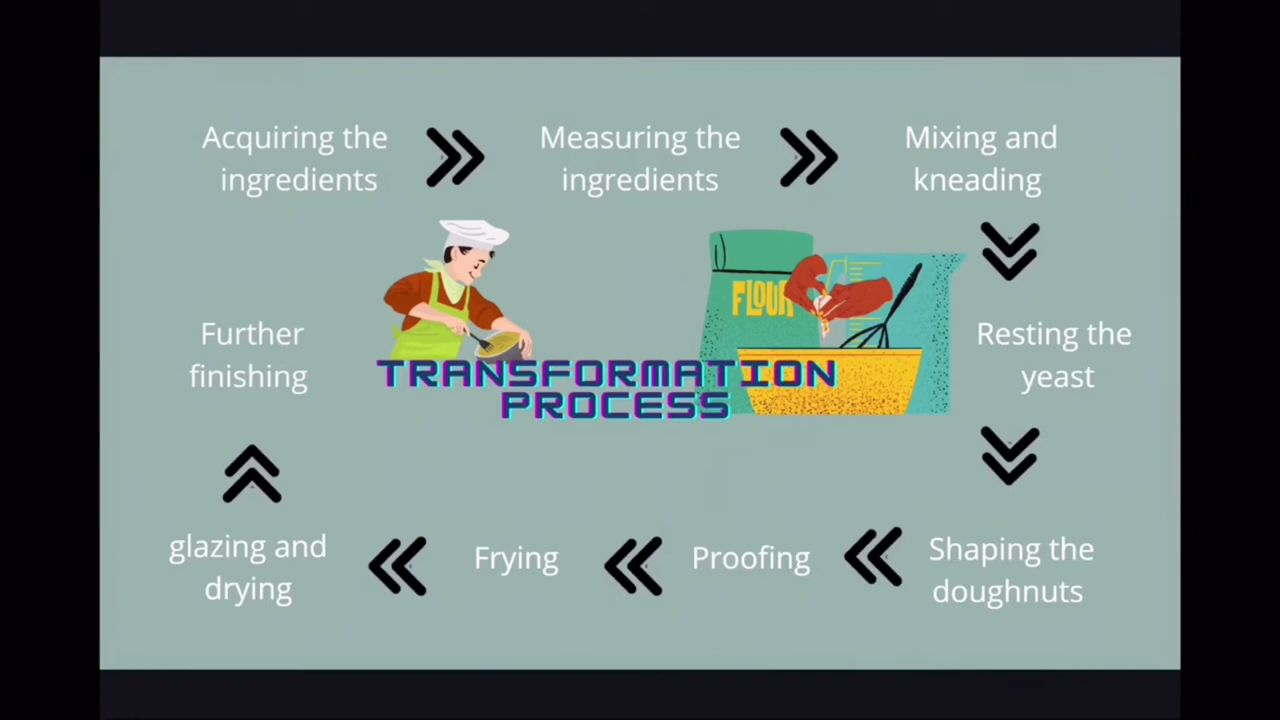 Acquiring the
ingredients
Measuring the
ingredients
Mixing and
kneading
FLOUR
Resting the
yeast
TRANSFORMATION
PROCESS
Shaping the
doughnuts
Proofing
Frying
glazing and
drying
Further
finishing